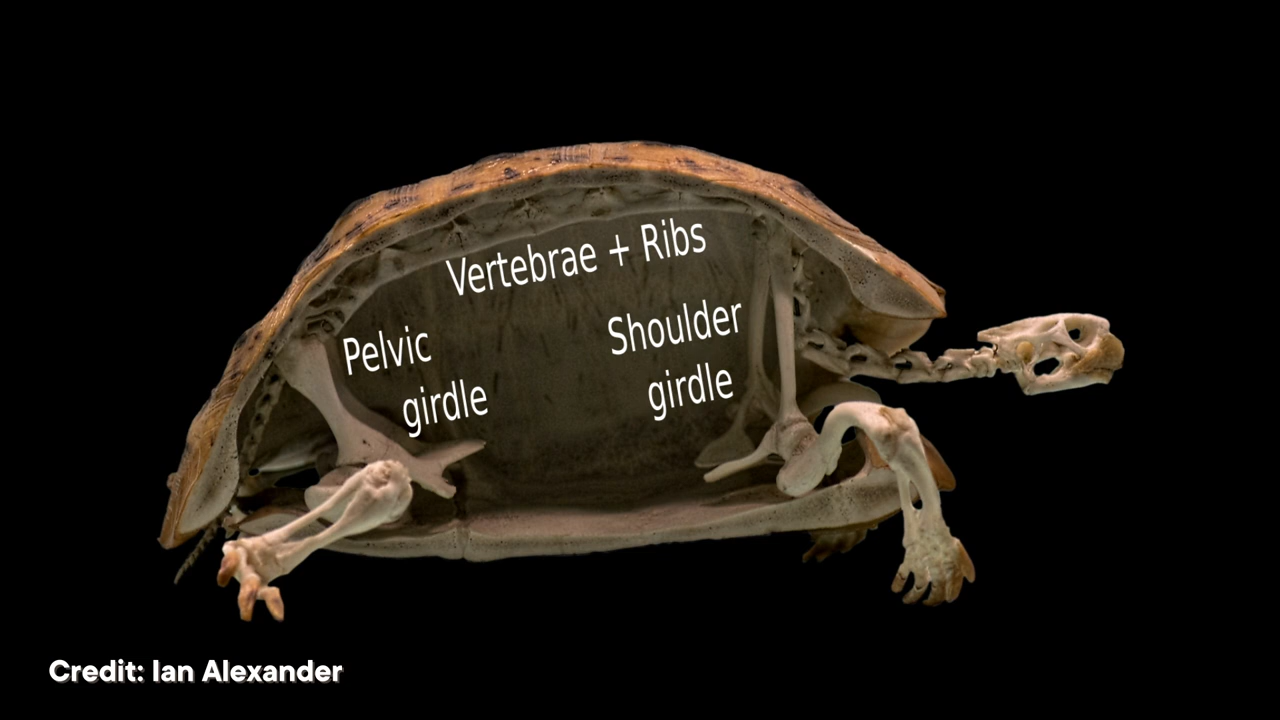 Vertebrae + Ribs
Pelvic
girdle
Shoulder
girdle
Credit: Ian Alexander